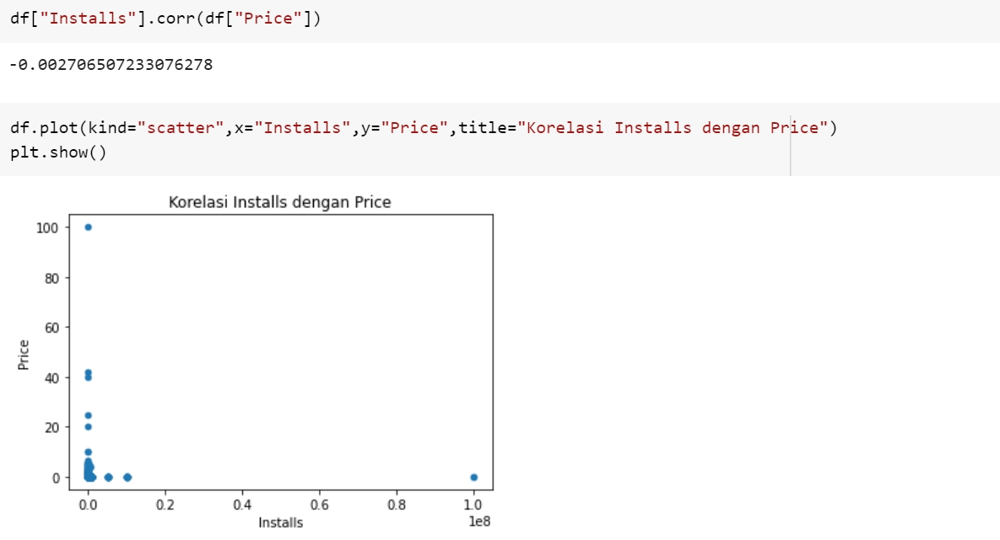 df["Installs"].corr(df["Price"])
-0.002706507233076278
df.plot(kind="scatter",x="Installs",y="Price",title="Korelasi Installs dengan Price")
plt.show()
Korelasi Installs dengan Price
100
80
60
40
20
0
Price
0.0 0.2 0.4 0.6 0.8 1.0
Installs
1e8